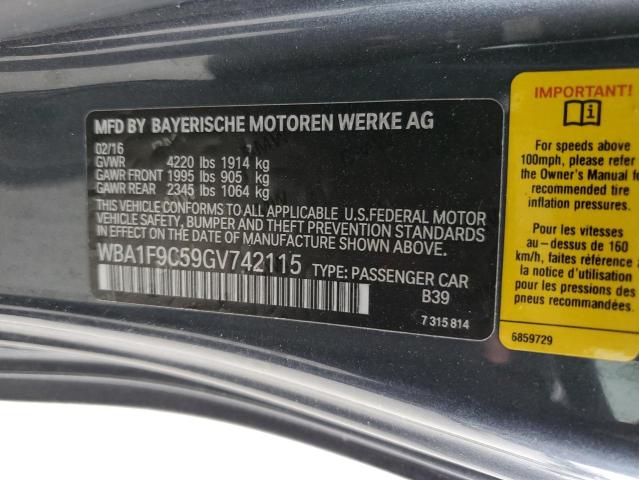 MFD BY BAYERISCHE MOTOREN WERKE AG
02/16
GVWR 4220 lbs 1914 kg
GAWR FRONT 1995 lbs 905 kg
GAWR REAR 2345 lbs 1064 kg
THIS VEHICLE CONFORMS TO ALL APPLICABLE U.S.FEDERAL MOTOR
VEHICLE SAFETY, BUMPER AND THEFT PREVENTION STANDARDS
IN EFFECT ON THE DATE OF MANUFACTURE SHOWN ABOVE.
WBA1F9C59GV742115 TYPE: PASSENGER CAR
B39
7 315 814
IMPORTANT!
For speeds above
100mph, please refer
the Owner's Manual
recommended tire
inflation pressures.
Pour les vitesses
au-dessus de 160
km/h, faites référence
la notice d'utilisation
pour les pressions des
pneus recommandées.
6859729